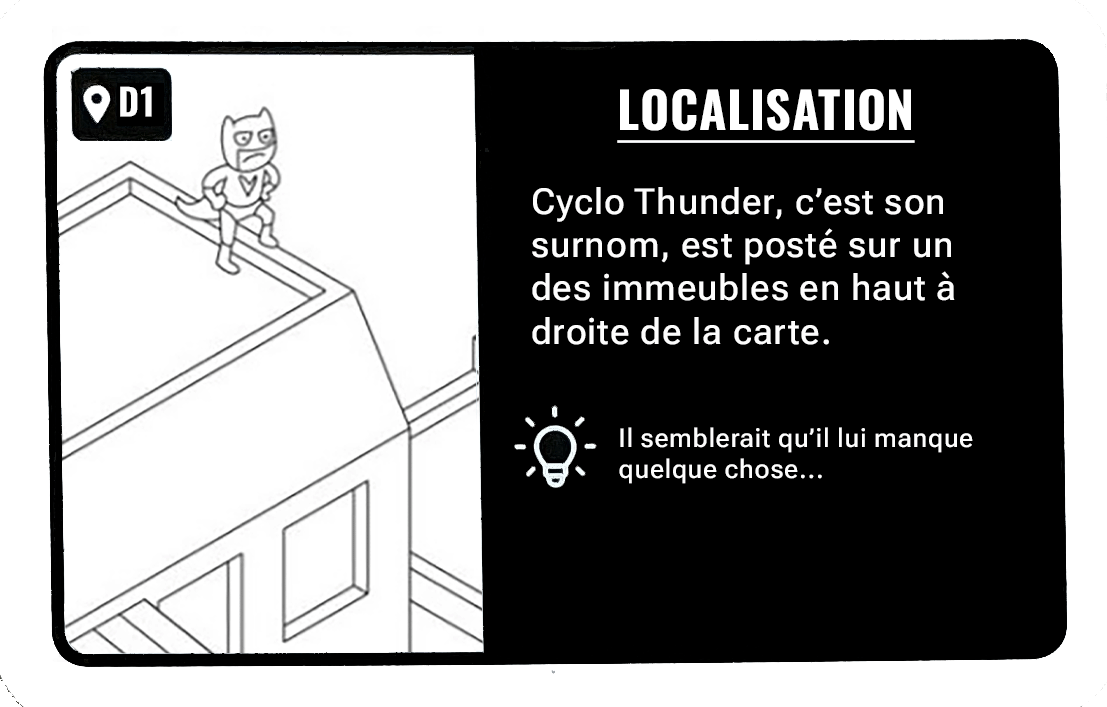 D1
LOCALISATION
Cyclo Thunder, c’est son
surnom, est posté sur un
des immeubles en haut à
droite de la carte.
Il semblerait qu’il lui manque
quelque chose...